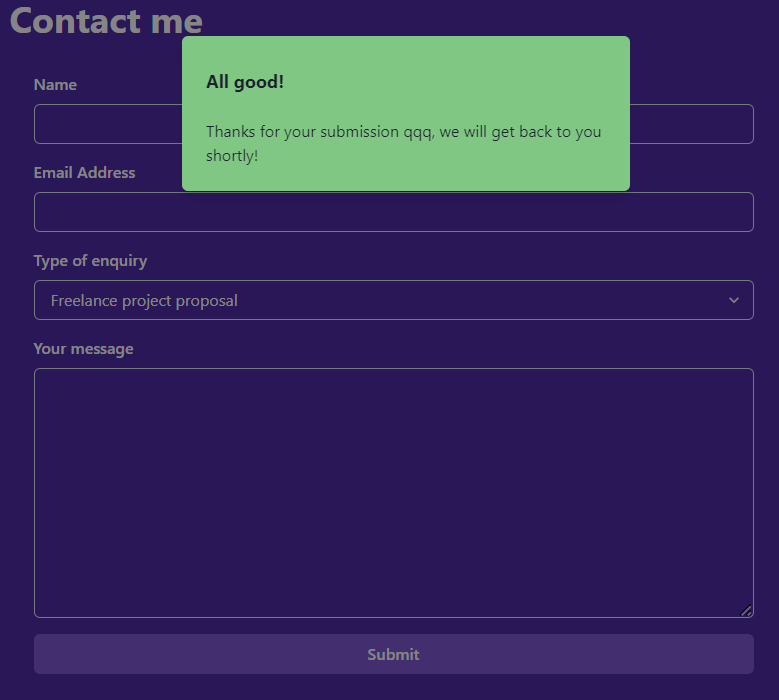 Contact me
All good!
Thanks for your submission qqq, we will get back to you
shortly!
Name
Email Address
Type of enquiry
Freelance project proposal
Your message
Submit